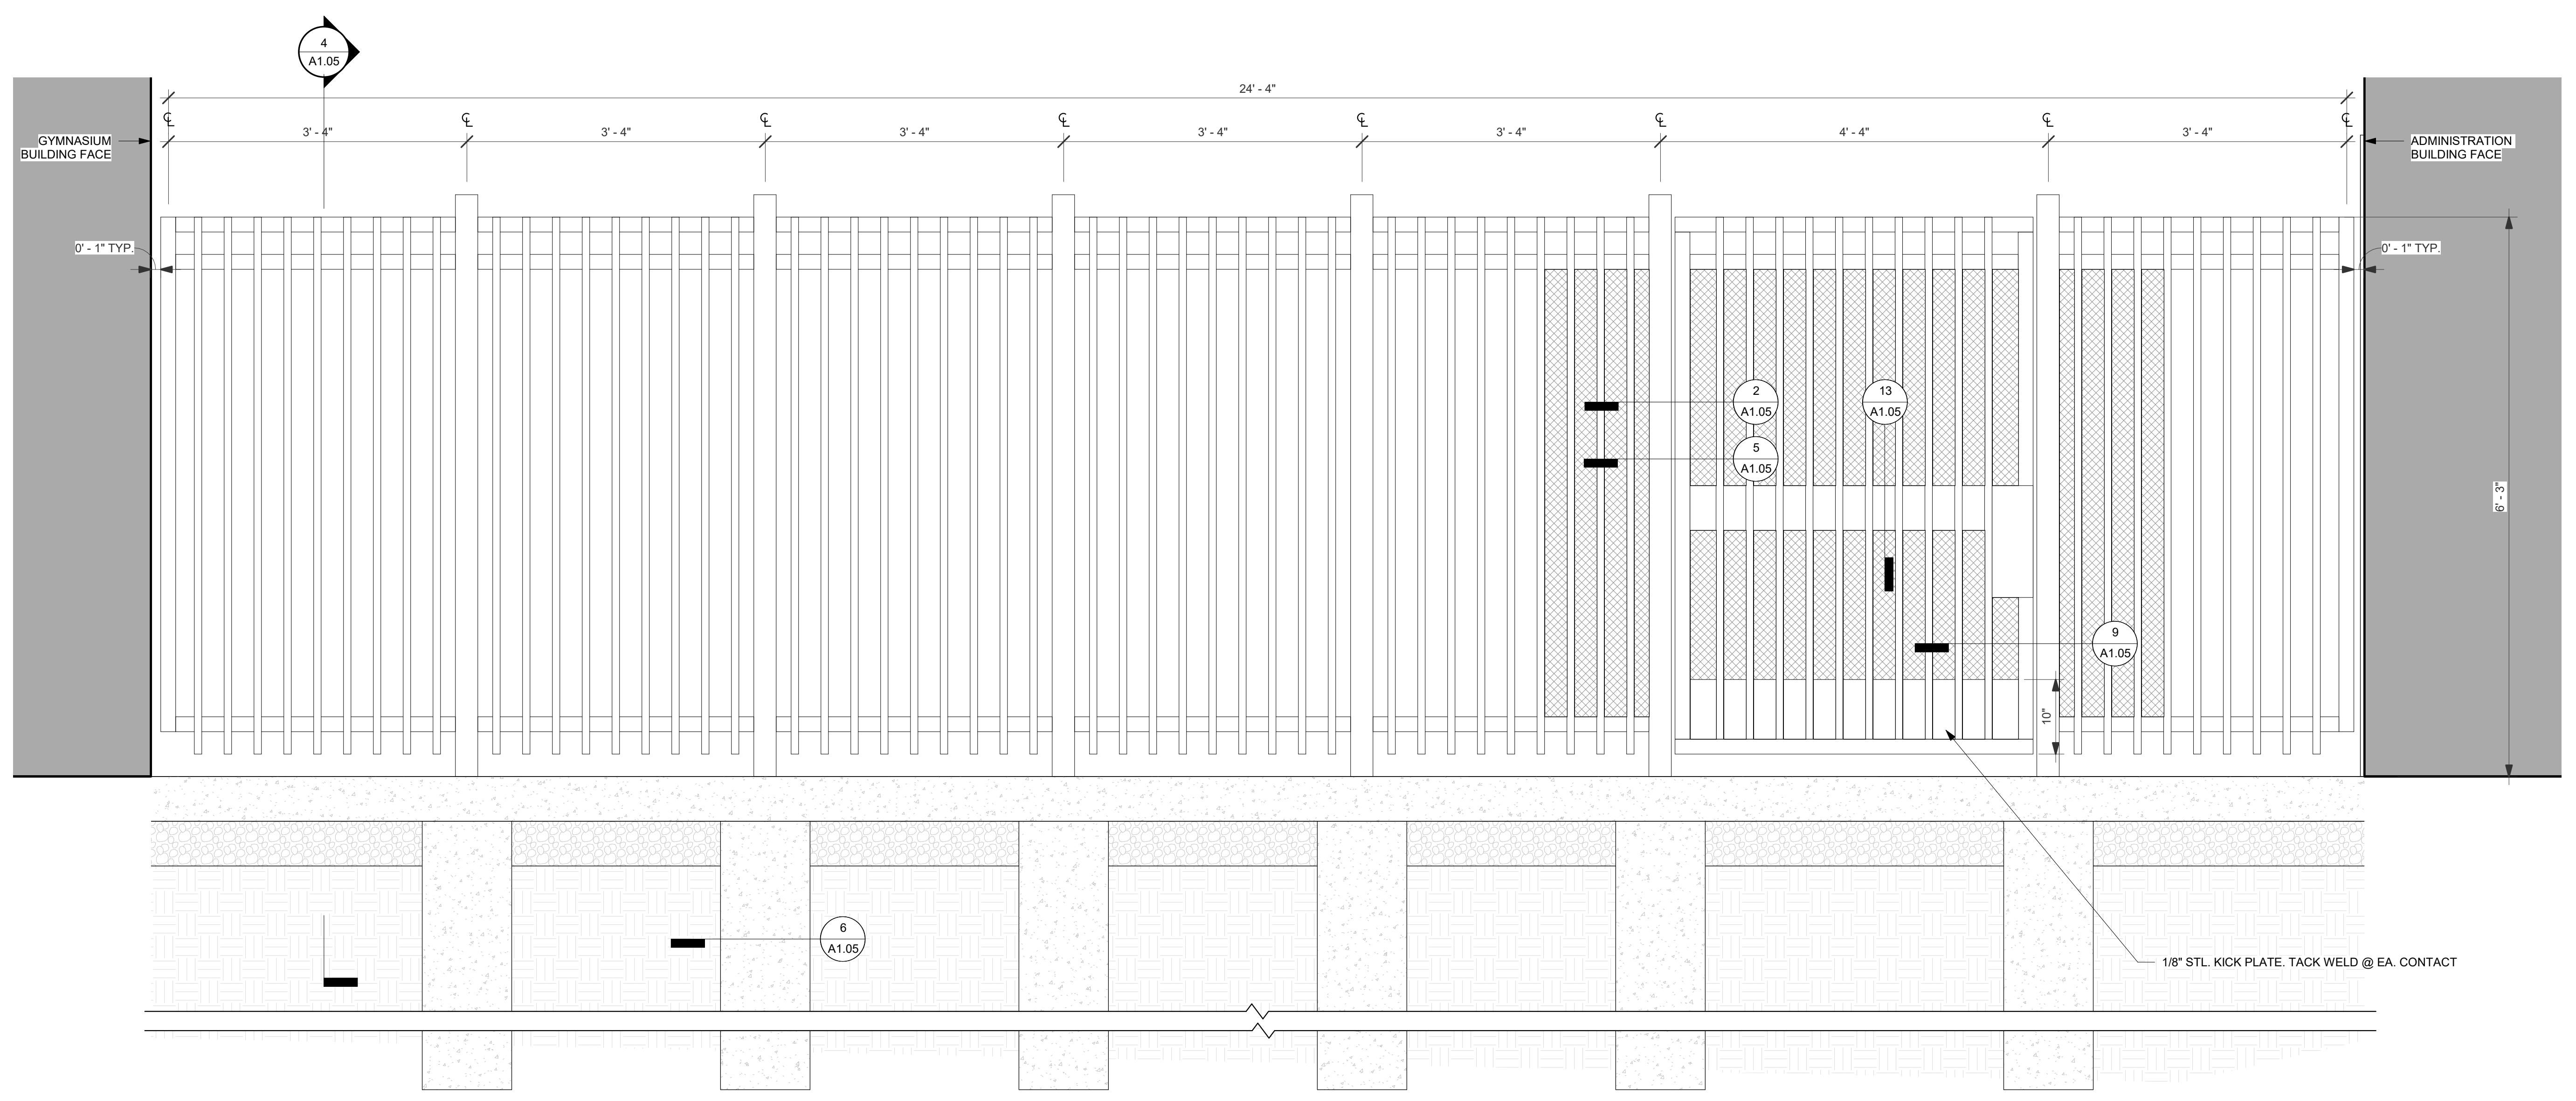 4
A1.05
24' - 4"
℄ ℄ ℄ ℄ ℄ ℄ ℄ ℄
3' - 4" 3' - 4" 3' - 4" 3' - 4" 3' - 4" 4' - 4" 3' - 4"
GYMNASIUM
BUILDING FACE
ADMINISTRATION
BUILDING FACE
0' - 1" TYP.
0' - 1" TYP.
2
A1.05
13
A1.05
5
A1.05
6' - 3"
9
A1.05
10"
6
A1.05
1/8" STL. KICK PLATE. TACK WELD @ EA. CONTACT